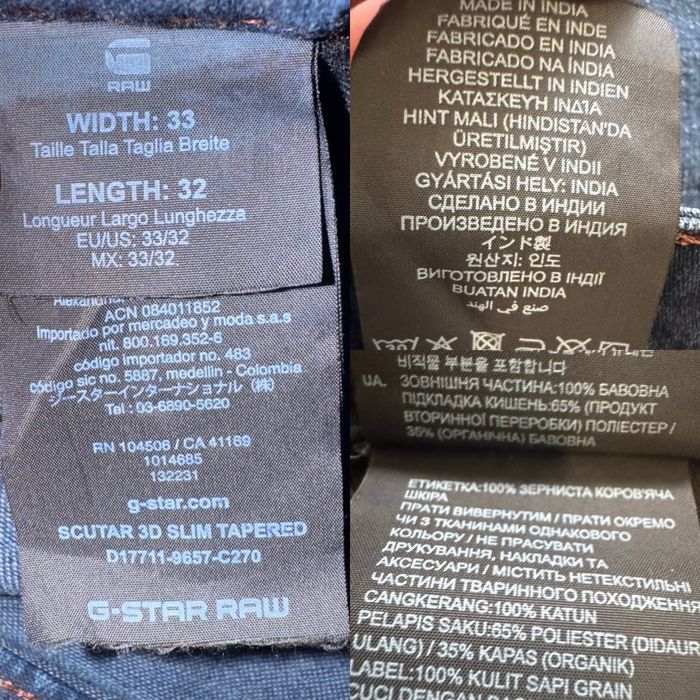 RAW
WIDTH: 33
Taille Talla Taglia Breite
LENGTH: 32
Longueur Largo Lunghezza
EU/US: 33/32
MX: 33/32
ACN 084011852
Importado por mercadeo y moda s.a.s
nit. 800.169.352-6
código importador no. 483
código sic no. 5887, medellin - Colombia
ジースターインターナショナル (株)
Tel : 03-6890-5620
RN 104506 / CA 41169
1014685
132231
g-star.com
SCUTAR 3D SLIM TAPERED
D17711-9657-C270
G-STAR RAW
MADE IN INDIA
FABRIQUÉ EN INDE
FABRICADO EN INDIA
FABRICADO NA ÍNDIA
HERGESTELLT IN INDIEN
ΚΑΤΑΣΚΕΥΗ ΙΝΔΊΑ
HINT MALI (HINDISTAN'DA
ÜRETILMIŞTIR)
VYROBENÉ V INDII
GYÁRTÁSI HELY: INDIA
СДЕЛАНО В ИНДИЯ
ПРОИЗВЕДЕНО В ИНДИЯ
インド製
원산지: 인도
ВИГОТОВЛЕНО В ІНДІЇ
BUATAN INDIA
صنع في الهند
비직물 부분을 포함합니다
UA. ЗОВНІШНЯ ЧАСТИНА:100% БАВОВНА
ПІДКЛАДКА КИШЕНЬ:65% (ПРОДУКТ
ВТОРИННОЇ ПЕРЕРОБКИ) ПОЛІЕСТЕР /
35% (ОРГАНІЧНА) БАВОВНА
ЕТИКЕТКА:100% ЗЕРНИСТА КОРОВ'ЯЧА
ШКІРА
ПРАТИ ВИВЕРНУТИМ / ПРАТИ ОКРЕМО
ЧИ З ТКАНИНАМИ ОДНАКОВОГО
КОЛЬОРУ / НЕ ПРАСУВАТИ
ДРУКУВАННЯ, НАКЛАДКИ ТА
АКСЕСУАРИ / МІСТИТЬ НЕТЕКСТИЛЬНІ
ЧАСТИНИ ТВАРИННОГО ПОХОДЖЕННЯ
CANGKERANG:100% KATUN
PELAPIS SAKU:65% POLIESTER (DIDAUR
ULANG) / 35% KAPAS (ORGANIK)
LABEL:100% KULIT SAPI GRAIN
CUCI DENGAN